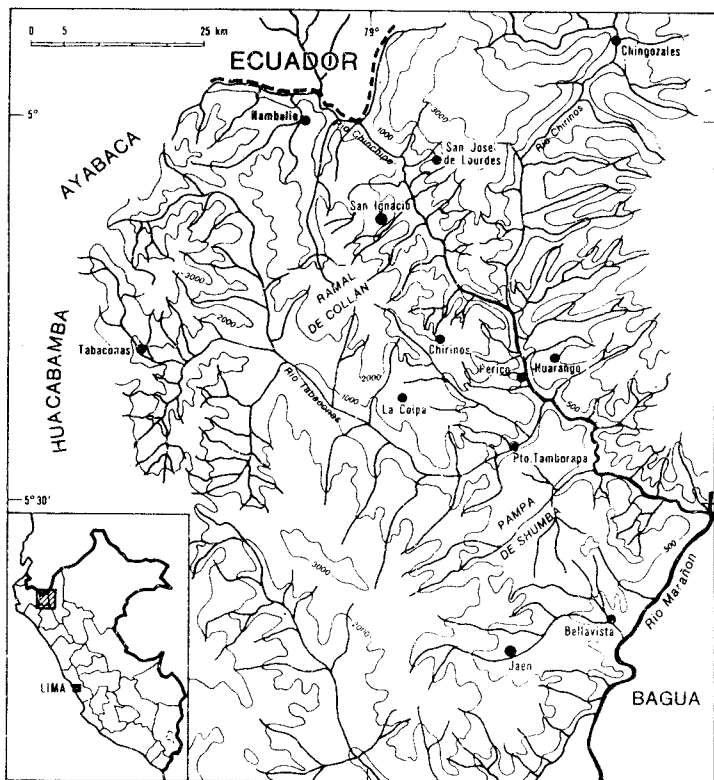 0 5 25 km
79°
ECUADOR
Chingozales
5°
Namballe
Río Chinchipe
1000
3000
Río Chirinos
San José
de Lourdes
AYABACA
San Ignacio
3000
2000
RAMAL
DE COLLÁN
HUACABAMBA
Tabaconas
Chirinos
Perico
Huarango
2000
1000
Río Tabaconas
La Coipa
500
Pto. Tamborapa
5° 30'
PAMPA
DE SHUMBA
3000
500
Río Marañon
2000
Bellavista
Jaén
LIMA
BAGUA